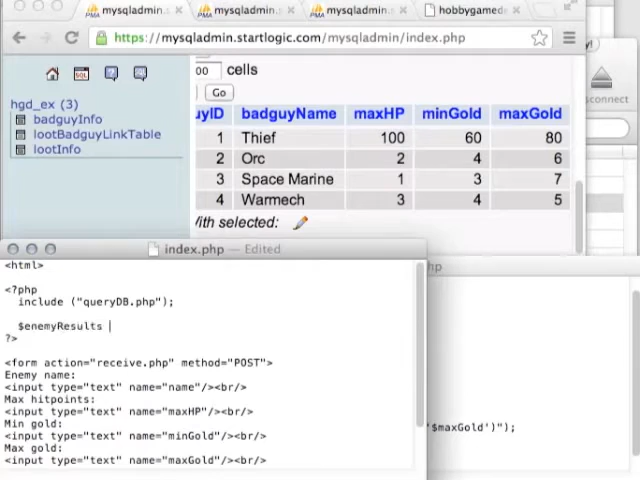 mysqladmin.
mysqladmin.s
mysqladmin.
hobbygamed
https://mysqladmin.startlogic.com/mysqladmin/index.php
y!
sconnect
00 cells
Go
hgd_ex (3)
badguyInfo
lootBadguyLinkTable
lootInfo
uyID badguyName maxHP minGold maxGold
1 Thief 100 60 80
2 Orc 2 4 6
3 Space Marine 1 3 7
4 Warmech 3 4 5
With selected:
index.php — Edited
hp
<html>
<?php
include ("queryDB.php");
$enemyResults
?>
<form action="receive.php" method="POST">
Enemy name:
<input type="text" name="name"/><br/>
Max hitpoints:
<input type="text" name="maxHP"/><br/>
Min gold:
<input type="text" name="minGold"/><br/>
Max gold:
<input type="text" name="maxGold"/><br/>
'$maxGold')");